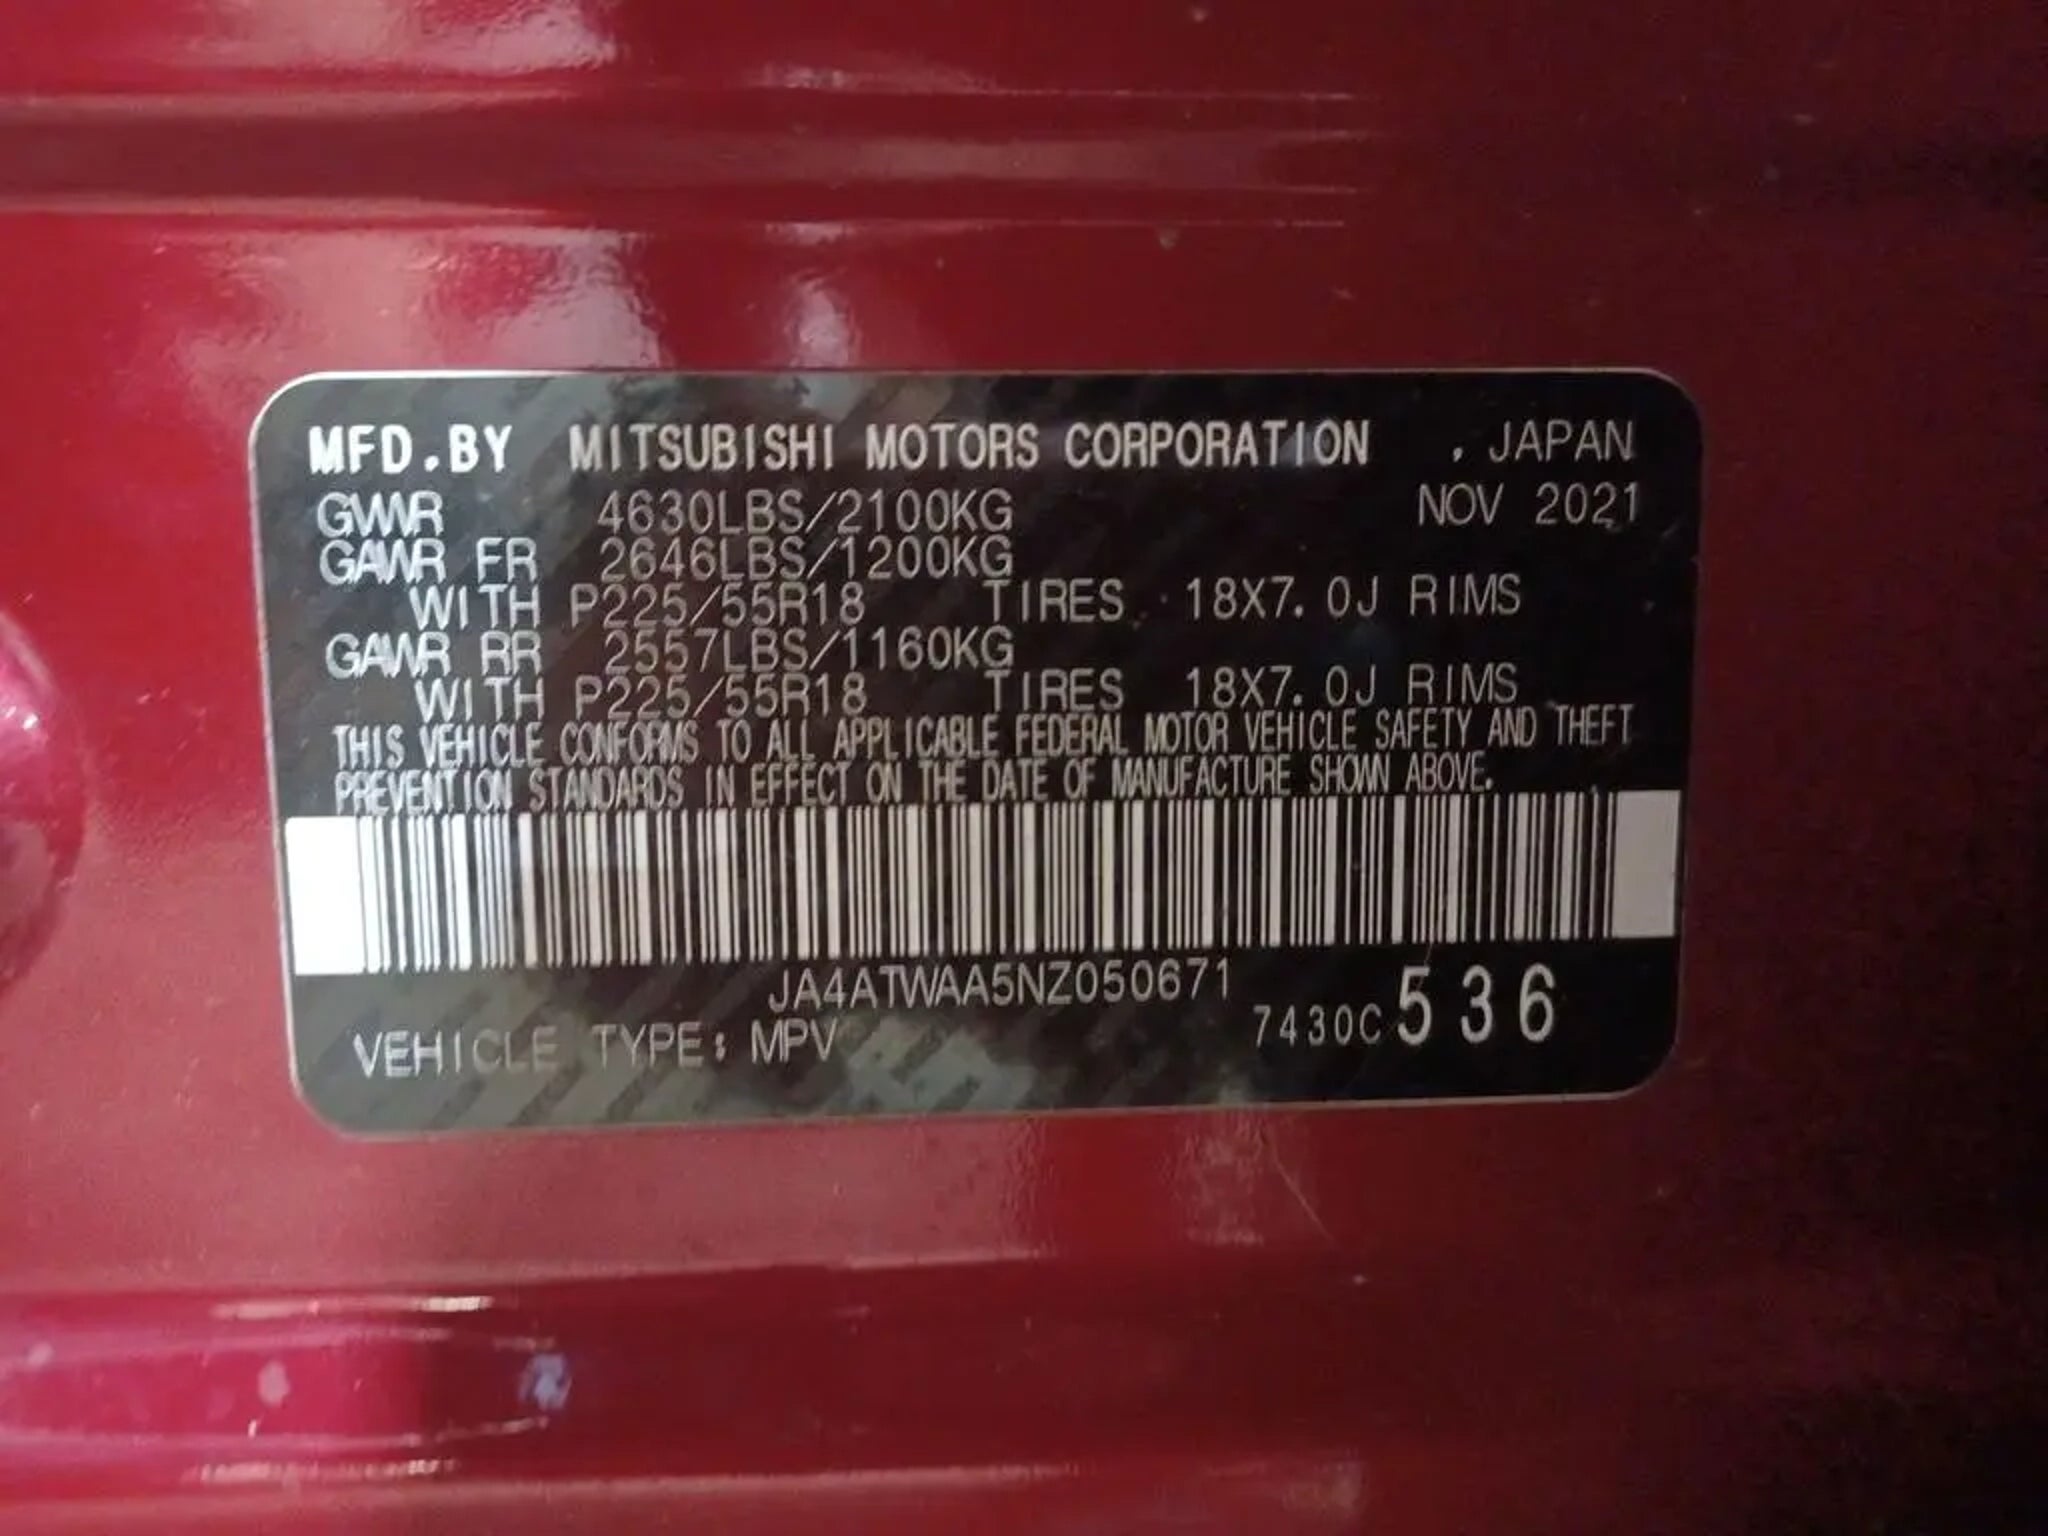 MFD.BY MITSUBISHI MOTORS CORPORATION , JAPAN
GVWR 4630LBS/2100KG NOV 2021
GAWR FR 2646LBS/1200KG
WITH P225/55R18 TIRES 18X7.0J RIMS
GAWR RR 2557LBS/1160KG
WITH P225/55R18 TIRES 18X7.0J RIMS
THIS VEHICLE CONFORMS TO ALL APPLICABLE FEDERAL MOTOR VEHICLE SAFETY AND THEFT
PREVENTION STANDARDS IN EFFECT ON THE DATE OF MANUFACTURE SHOWN ABOVE.
JA4ATWAA5NZ050671
VEHICLE TYPE: MPV 7430C 536